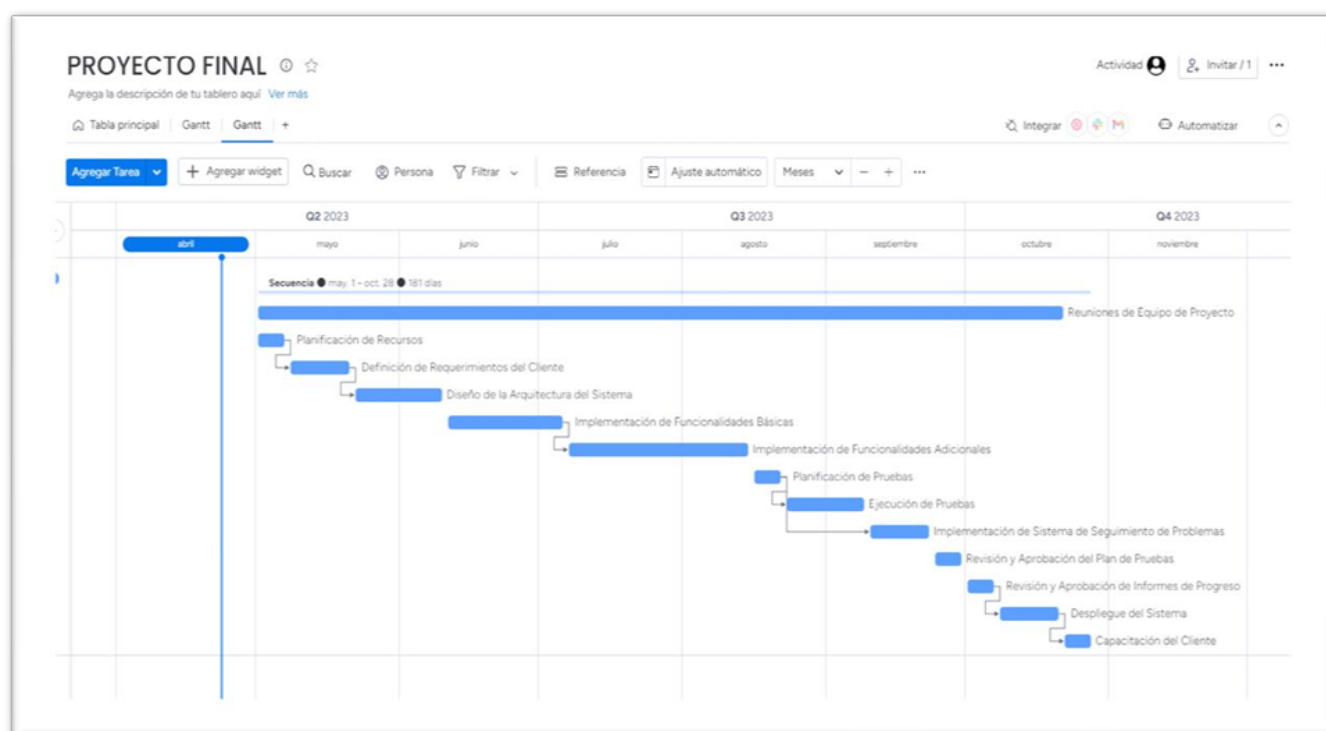 PROYECTO FINAL
Actividad
Invitar / 1
Agrega la descripción de tu tablero aquí Ver más
Tabla principal Gantt Gantt +
Integrar
Automatizar
Agregar Tarea
+ Agregar widget
Buscar
Persona
Filtrar
Referencia
Ajuste automático
Meses
− +
Q2 2023 Q3 2023 Q4 2023
abril mayo junio julio agosto septiembre octubre noviembre
Secuencia ● may. 1 - oct. 28 ● 181 días
Reuniones de Equipo de Proyecto
Planificación de Recursos
Definición de Requerimientos del Cliente
Diseño de la Arquitectura del Sistema
Implementación de Funcionalidades Básicas
Implementación de Funcionalidades Adicionales
Planificación de Pruebas
Ejecución de Pruebas
Implementación de Sistema de Seguimiento de Problemas
Revisión y Aprobación del Plan de Pruebas
Revisión y Aprobación de Informes de Progreso
Despliegue del Sistema
Capacitación del Cliente